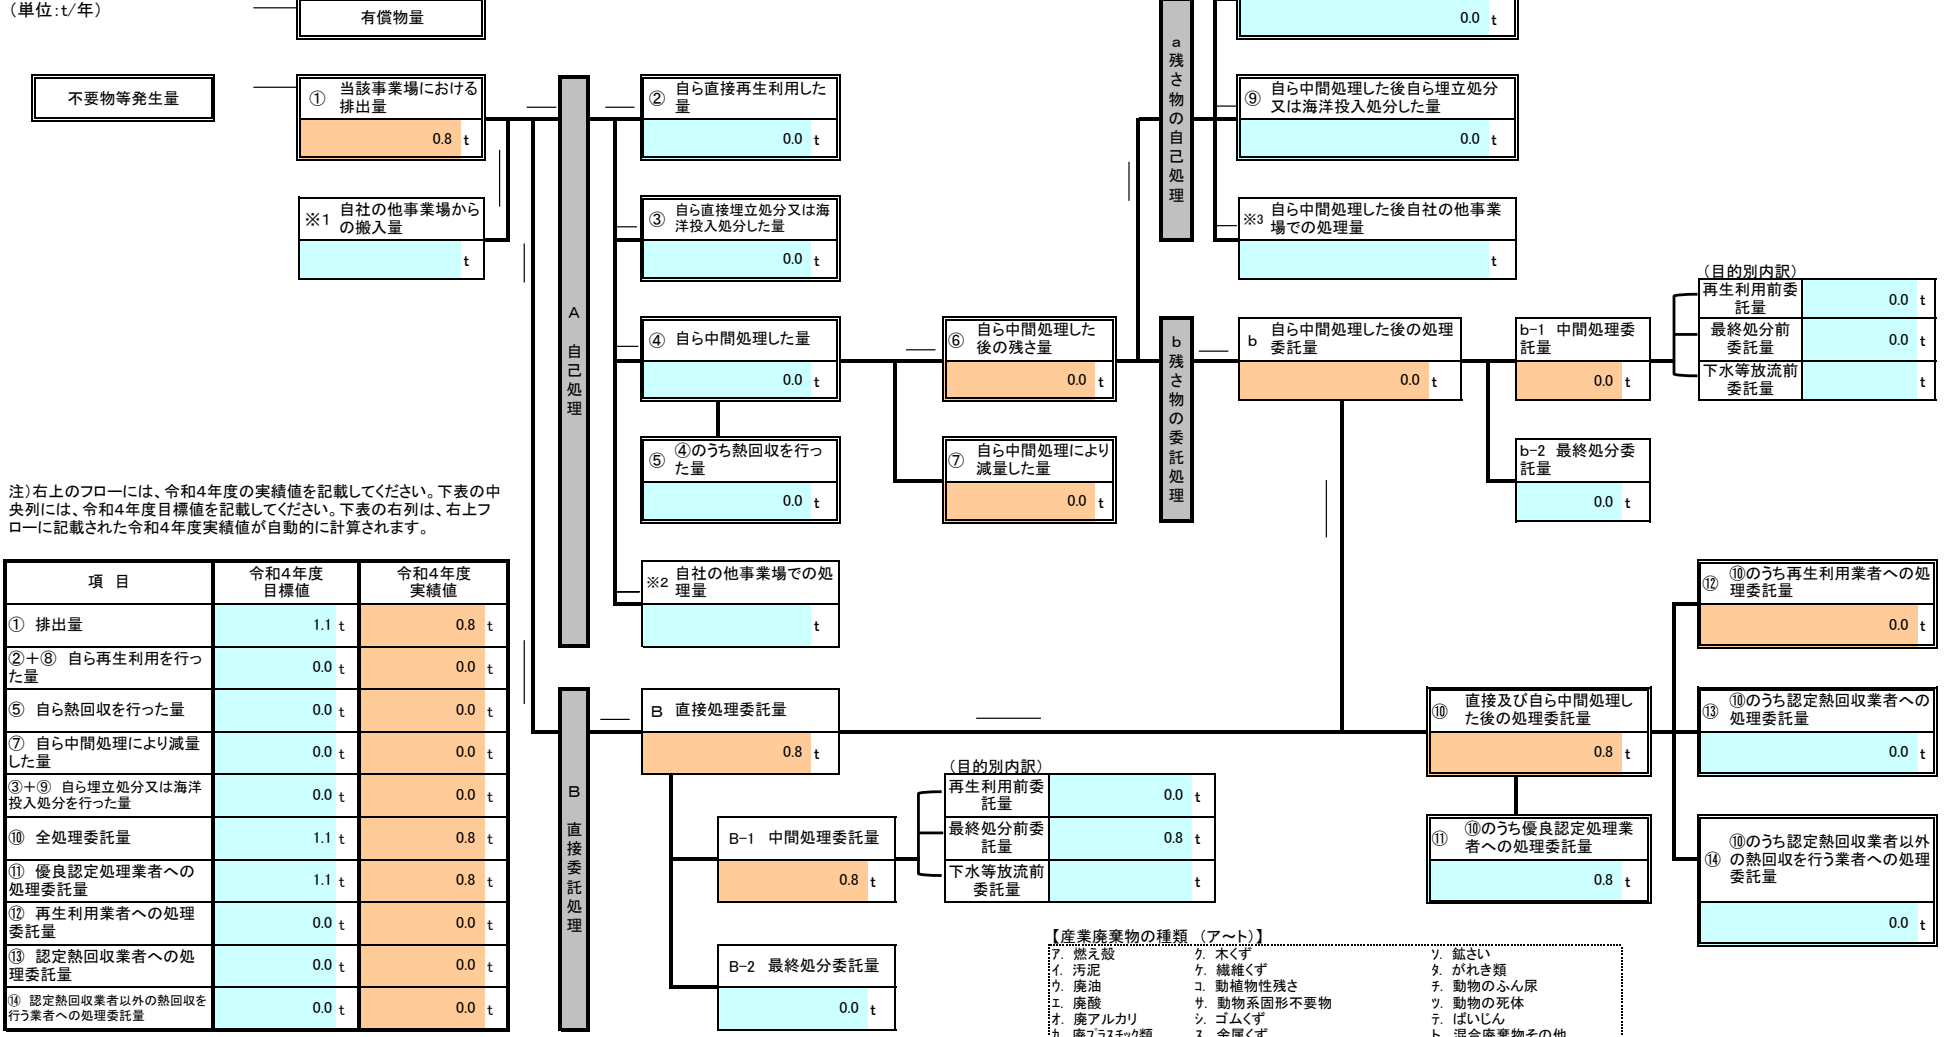 （単位:t/年）
有償物量
0.0 t
不要物等発生量
① 当該事業場における
排出量
0.8 t
※1 自社の他事業場から
の搬入量
t
A
自己処理
② 自ら直接再生利用した
量
0.0 t
③ 自ら直接埋立処分又は海
洋投入処分した量
0.0 t
④ 自ら中間処理した量
0.0 t
⑤ ④のうち熱回収を行っ
た量
0.0 t
※2 自社の他事業場での処
理量
t
⑥ 自ら中間処理した
後の残さ量
0.0 t
⑦ 自ら中間処理により
減量した量
0.0 t
a
残さ物の自己処理
⑨ 自ら中間処理した後自ら埋立処分
又は海洋投入処分した量
0.0 t
※3 自ら中間処理した後自社の他事業
場での処理量
t
b
残さ物の委託処理
b 自ら中間処理した後の処理
委託量
0.0 t
b-1 中間処理委
託量
0.0 t
b-2 最終処分委
託量
0.0 t
（目的別内訳）
再生利用前委
託量 0.0 t
最終処分前
委託量 0.0 t
下水等放流前
委託量 t
注）右上のフローには、令和４年度の実績値を記載してください。下表の中
央列には、令和４年度目標値を記載してください。下表の右列は、右上フ
ローに記載された令和４年度実績値が自動的に計算されます。
項 目 令和４年度
目標値 令和４年度
実績値
① 排出量 1.1 t 0.8 t
②＋⑧ 自ら再生利用を行っ
た量 0.0 t 0.0 t
⑤ 自ら熱回収を行った量 0.0 t 0.0 t
⑦ 自ら中間処理により減量
した量 0.0 t 0.0 t
③＋⑨ 自ら埋立処分又は海洋
投入処分を行った量 0.0 t 0.0 t
⑩ 全処理委託量 1.1 t 0.8 t
⑪ 優良認定処理業者への
処理委託量 1.1 t 0.8 t
⑫ 再生利用業者への処理
委託量 0.0 t 0.0 t
⑬ 認定熱回収業者への処
理委託量 0.0 t 0.0 t
⑭ 認定熱回収業者以外の熱回収を
行う業者への処理委託量 0.0 t 0.0 t
B
直接委託処理
B 直接処理委託量
0.8 t
B-1 中間処理委託量
0.8 t
B-2 最終処分委託量
0.0 t
（目的別内訳）
再生利用前委
託量 0.0 t
最終処分前委
託量 0.8 t
下水等放流前
委託量 t
⑩ 直接及び自ら中間処理し
た後の処理委託量
0.8 t
⑪ ⑩のうち優良認定処理業
者への処理委託量
0.8 t
⑫ ⑩のうち再生利用業者への処
理委託量
0.0 t
⑬ ⑩のうち認定熱回収業者への
処理委託量
0.0 t
⑭ ⑩のうち認定熱回収業者以外
の熱回収を行う業者への処理
委託量
0.0 t
【産業廃棄物の種類 （ア～ト）】
ア. 燃え殻 ク. 木くず ソ. 鉱さい
イ. 汚泥 ケ. 繊維くず タ. がれき類
ウ. 廃油 コ. 動植物性残さ チ. 動物のふん尿
エ. 廃酸 サ. 動物系固形不要物 ツ. 動物の死体
オ. 廃アルカリ シ. ゴムくず テ. ばいじん
カ. 廃プラスチック類 ス. 金属くず ト. 混合廃棄物その他